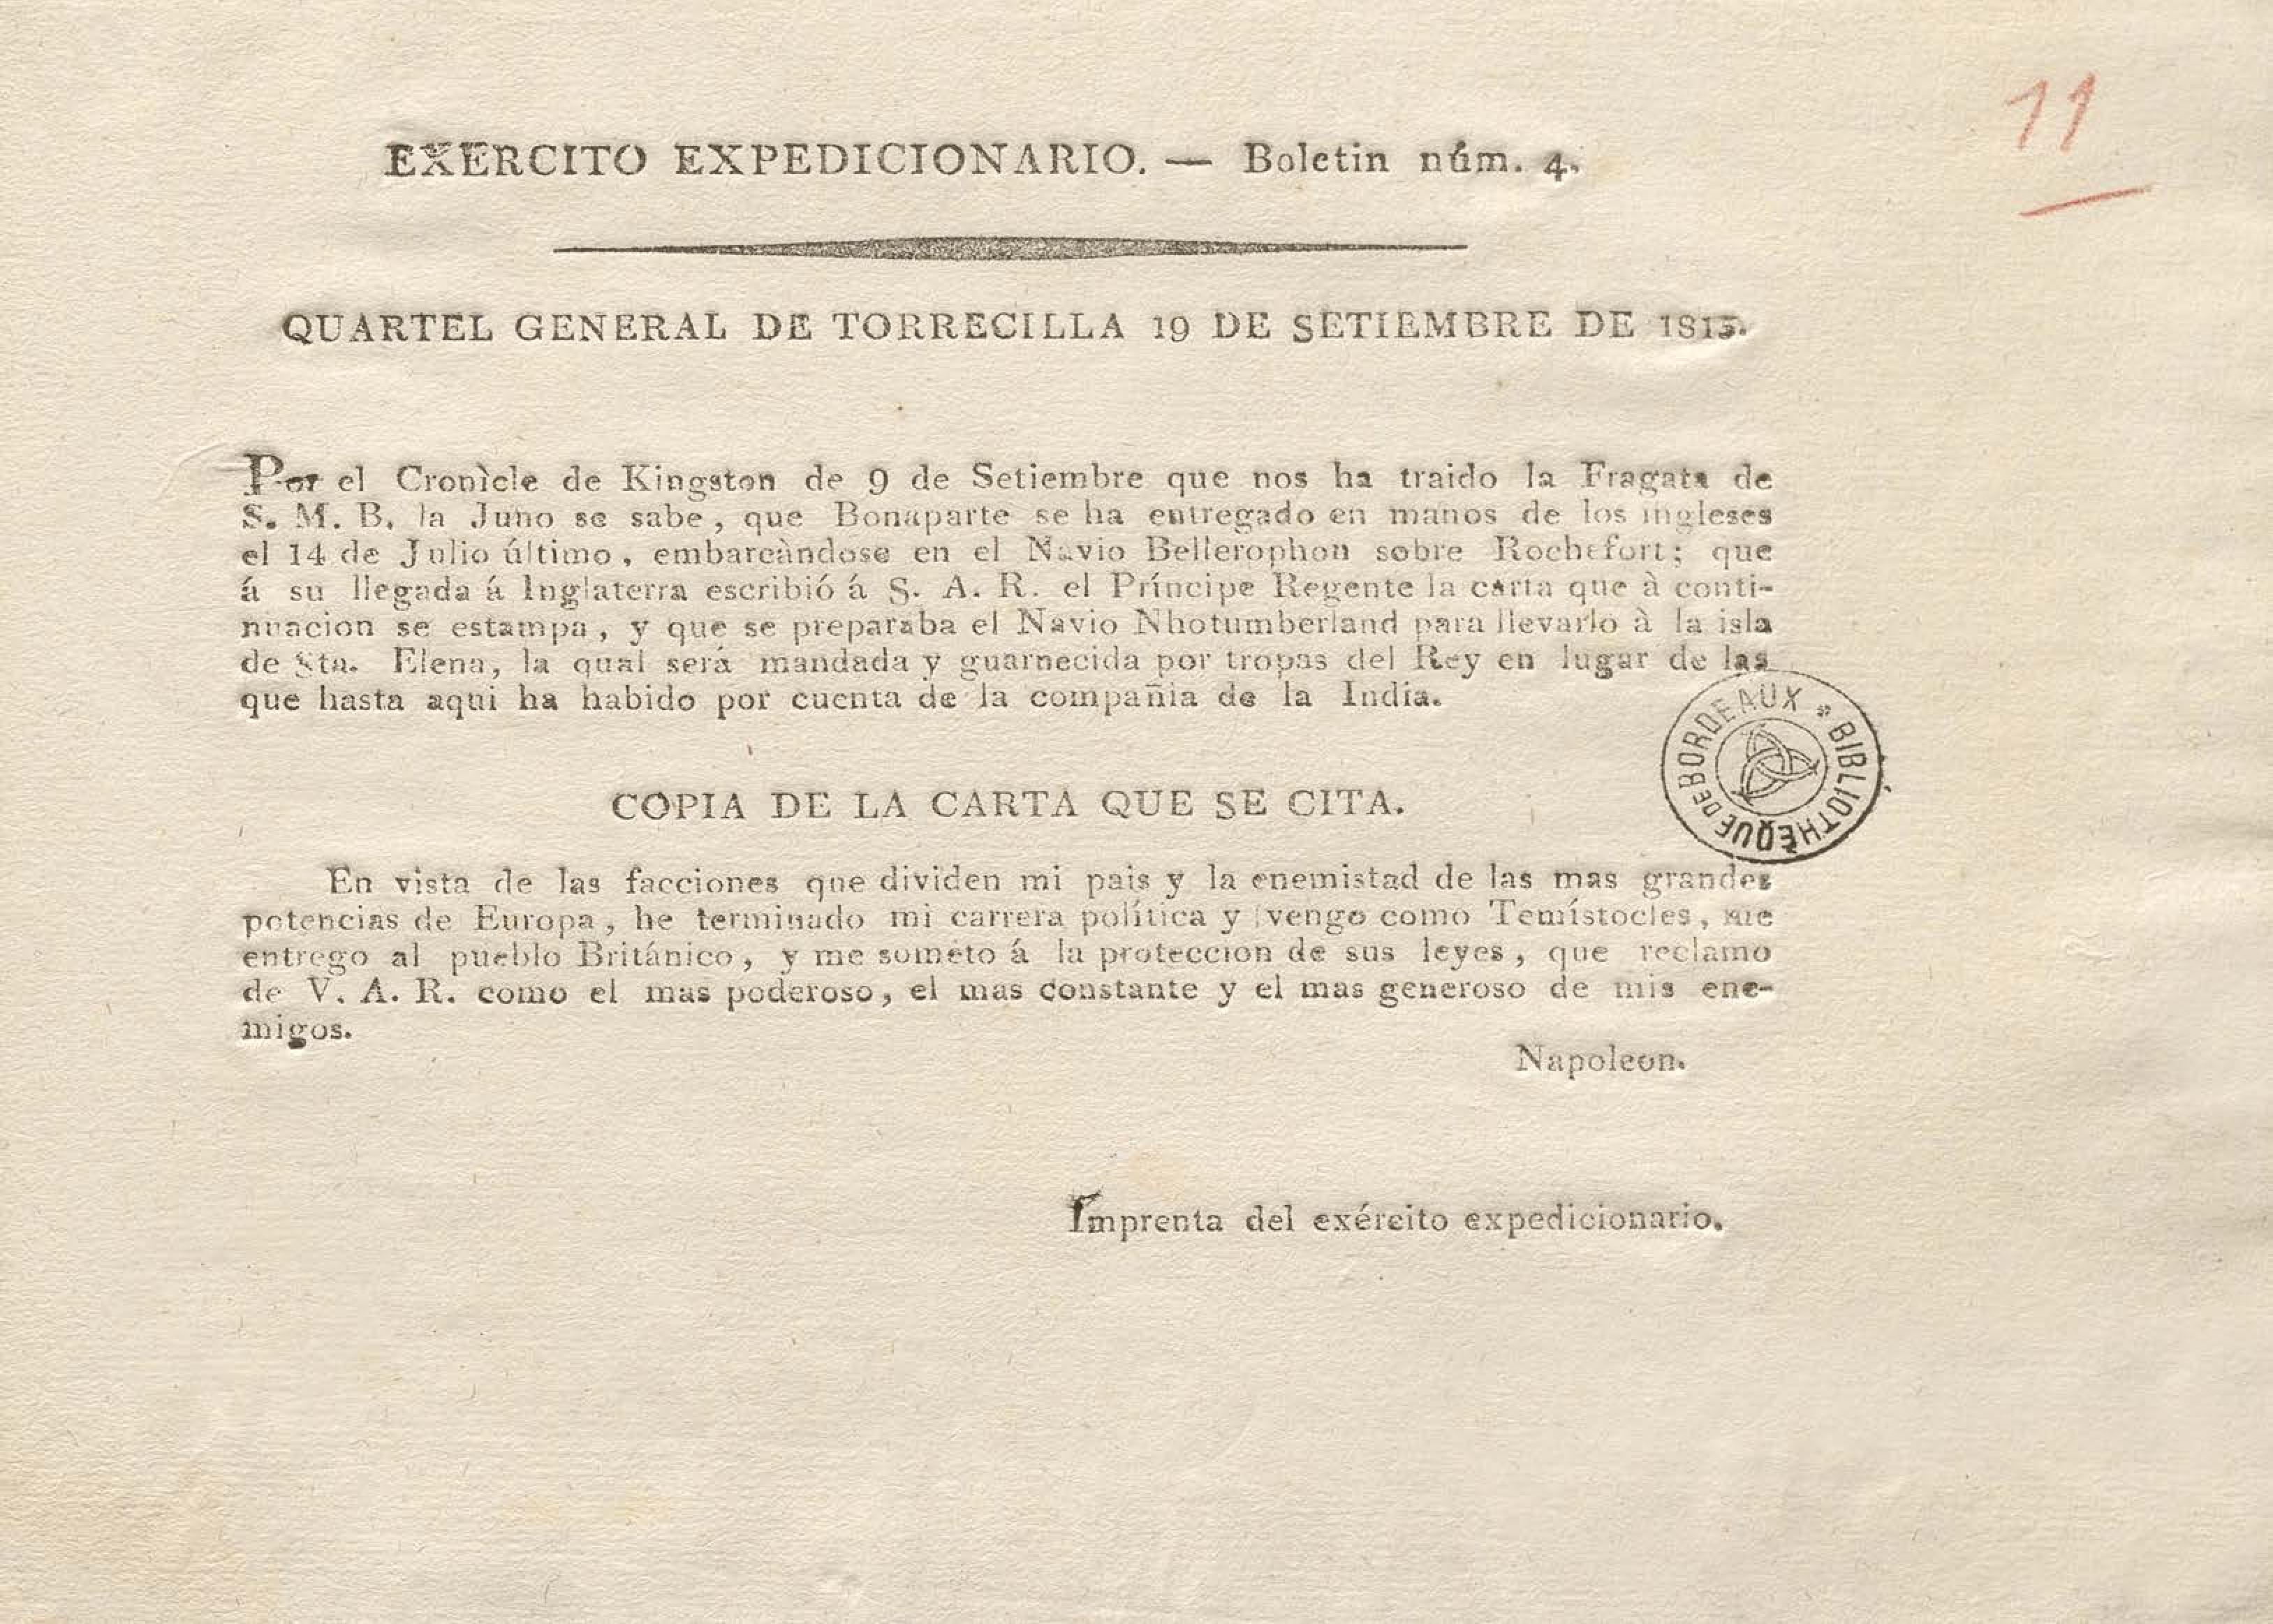 11
EXERCITO EXPEDICIONARIO. — Boletin núm. 4.
QUARTEL GENERAL DE TORRECILLA 19 DE SETIEMBRE DE 1815.
Por el Cronìcle de Kingston de 9 de Setiembre que nos ha traido la Fragata de
S. M. B. la Juno se sabe, que Bonaparte se ha entregado en manos de los ingleses
el 14 de Julio último, embarcàndose en el Navio Bellerophon sobre Rochefort; que
á su llegada á Inglaterra escribió á S. A. R. el Príncipe Regente la carta que à conti-
nuacion se estampa, y que se preparaba el Navio Nhotumberland para llevarlo à la isla
de Sta. Elena, la qual será mandada y guarnecida por tropas del Rey en lugar de las
que hasta aqui ha habido por cuenta de la compañia de la India.
BIBLIOTHÈQUE DE BORDEAUX *
COPIA DE LA CARTA QUE SE CITA.
En vista de las facciones que dividen mi pais y la enemistad de las mas grandes
potencias de Europa, he terminado mi carrera política y vengo como Temístocles, me
entrego al pueblo Británico, y me someto á la proteccion de sus leyes, que reclamo
de V. A. R. como el mas poderoso, el mas constante y el mas generoso de mis ene-
migos.
Napoleon.
Imprenta del exército expedicionario.